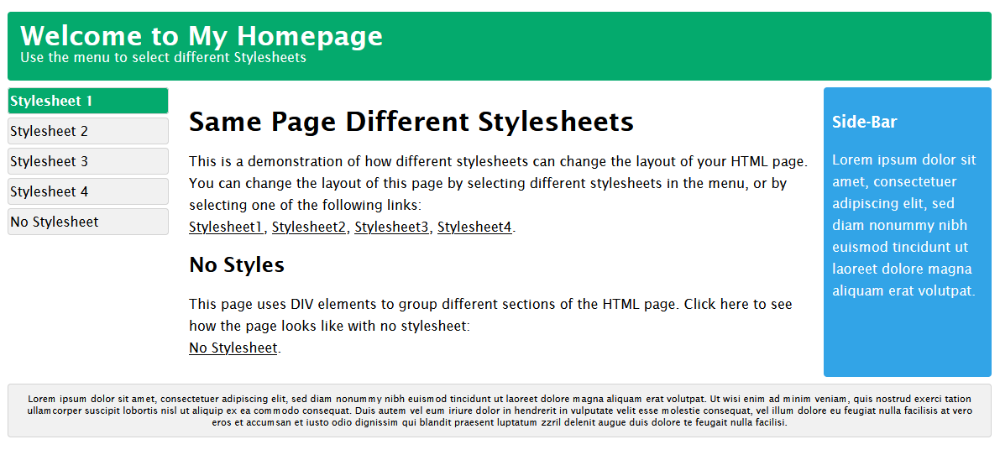 Welcome to My Homepage
Use the menu to select different Stylesheets
Stylesheet 1
Stylesheet 2
Stylesheet 3
Stylesheet 4
No Stylesheet
Same Page Different Stylesheets
This is a demonstration of how different stylesheets can change the layout of your HTML page.
You can change the layout of this page by selecting different stylesheets in the menu, or by
selecting one of the following links:
Stylesheet1, Stylesheet2, Stylesheet3, Stylesheet4.
No Styles
This page uses DIV elements to group different sections of the HTML page. Click here to see
how the page looks like with no stylesheet:
No Stylesheet.
Side-Bar
Lorem ipsum dolor sit
amet, consectetuer
adipiscing elit, sed
diam nonummy nibh
euismod tincidunt ut
laoreet dolore magna
aliquam erat volutpat.
Lorem ipsum dolor sit amet, consectetuer adipiscing elit, sed diam nonummy nibh euismod tincidunt ut laoreet dolore magna aliquam erat volutpat. Ut wisi enim ad minim veniam, quis nostrud exerci tation
ullamcorper suscipit lobortis nisl ut aliquip ex ea commodo consequat. Duis autem vel eum iriure dolor in hendrerit in vulputate velit esse molestie consequat, vel illum dolore eu feugiat nulla facilisis at vero
eros et accumsan et iusto odio dignissim qui blandit praesent luptatum zzril delenit augue duis dolore te feugait nulla facilisi.